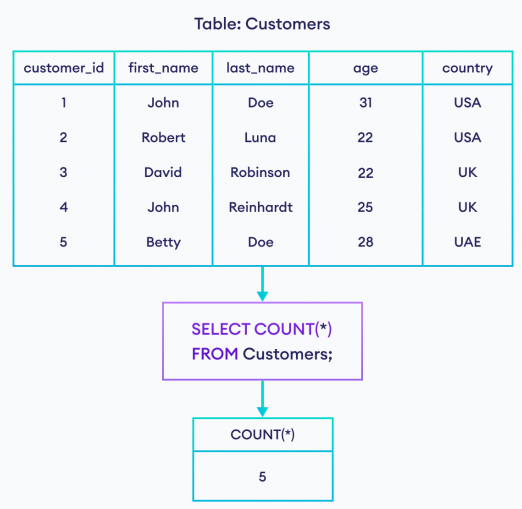 Table: Customers
customer_id first_name last_name age country
1 John Doe 31 USA
2 Robert Luna 22 USA
3 David Robinson 22 UK
4 John Reinhardt 25 UK
5 Betty Doe 28 UAE
SELECT COUNT(*)
FROM Customers;
COUNT(*)
5